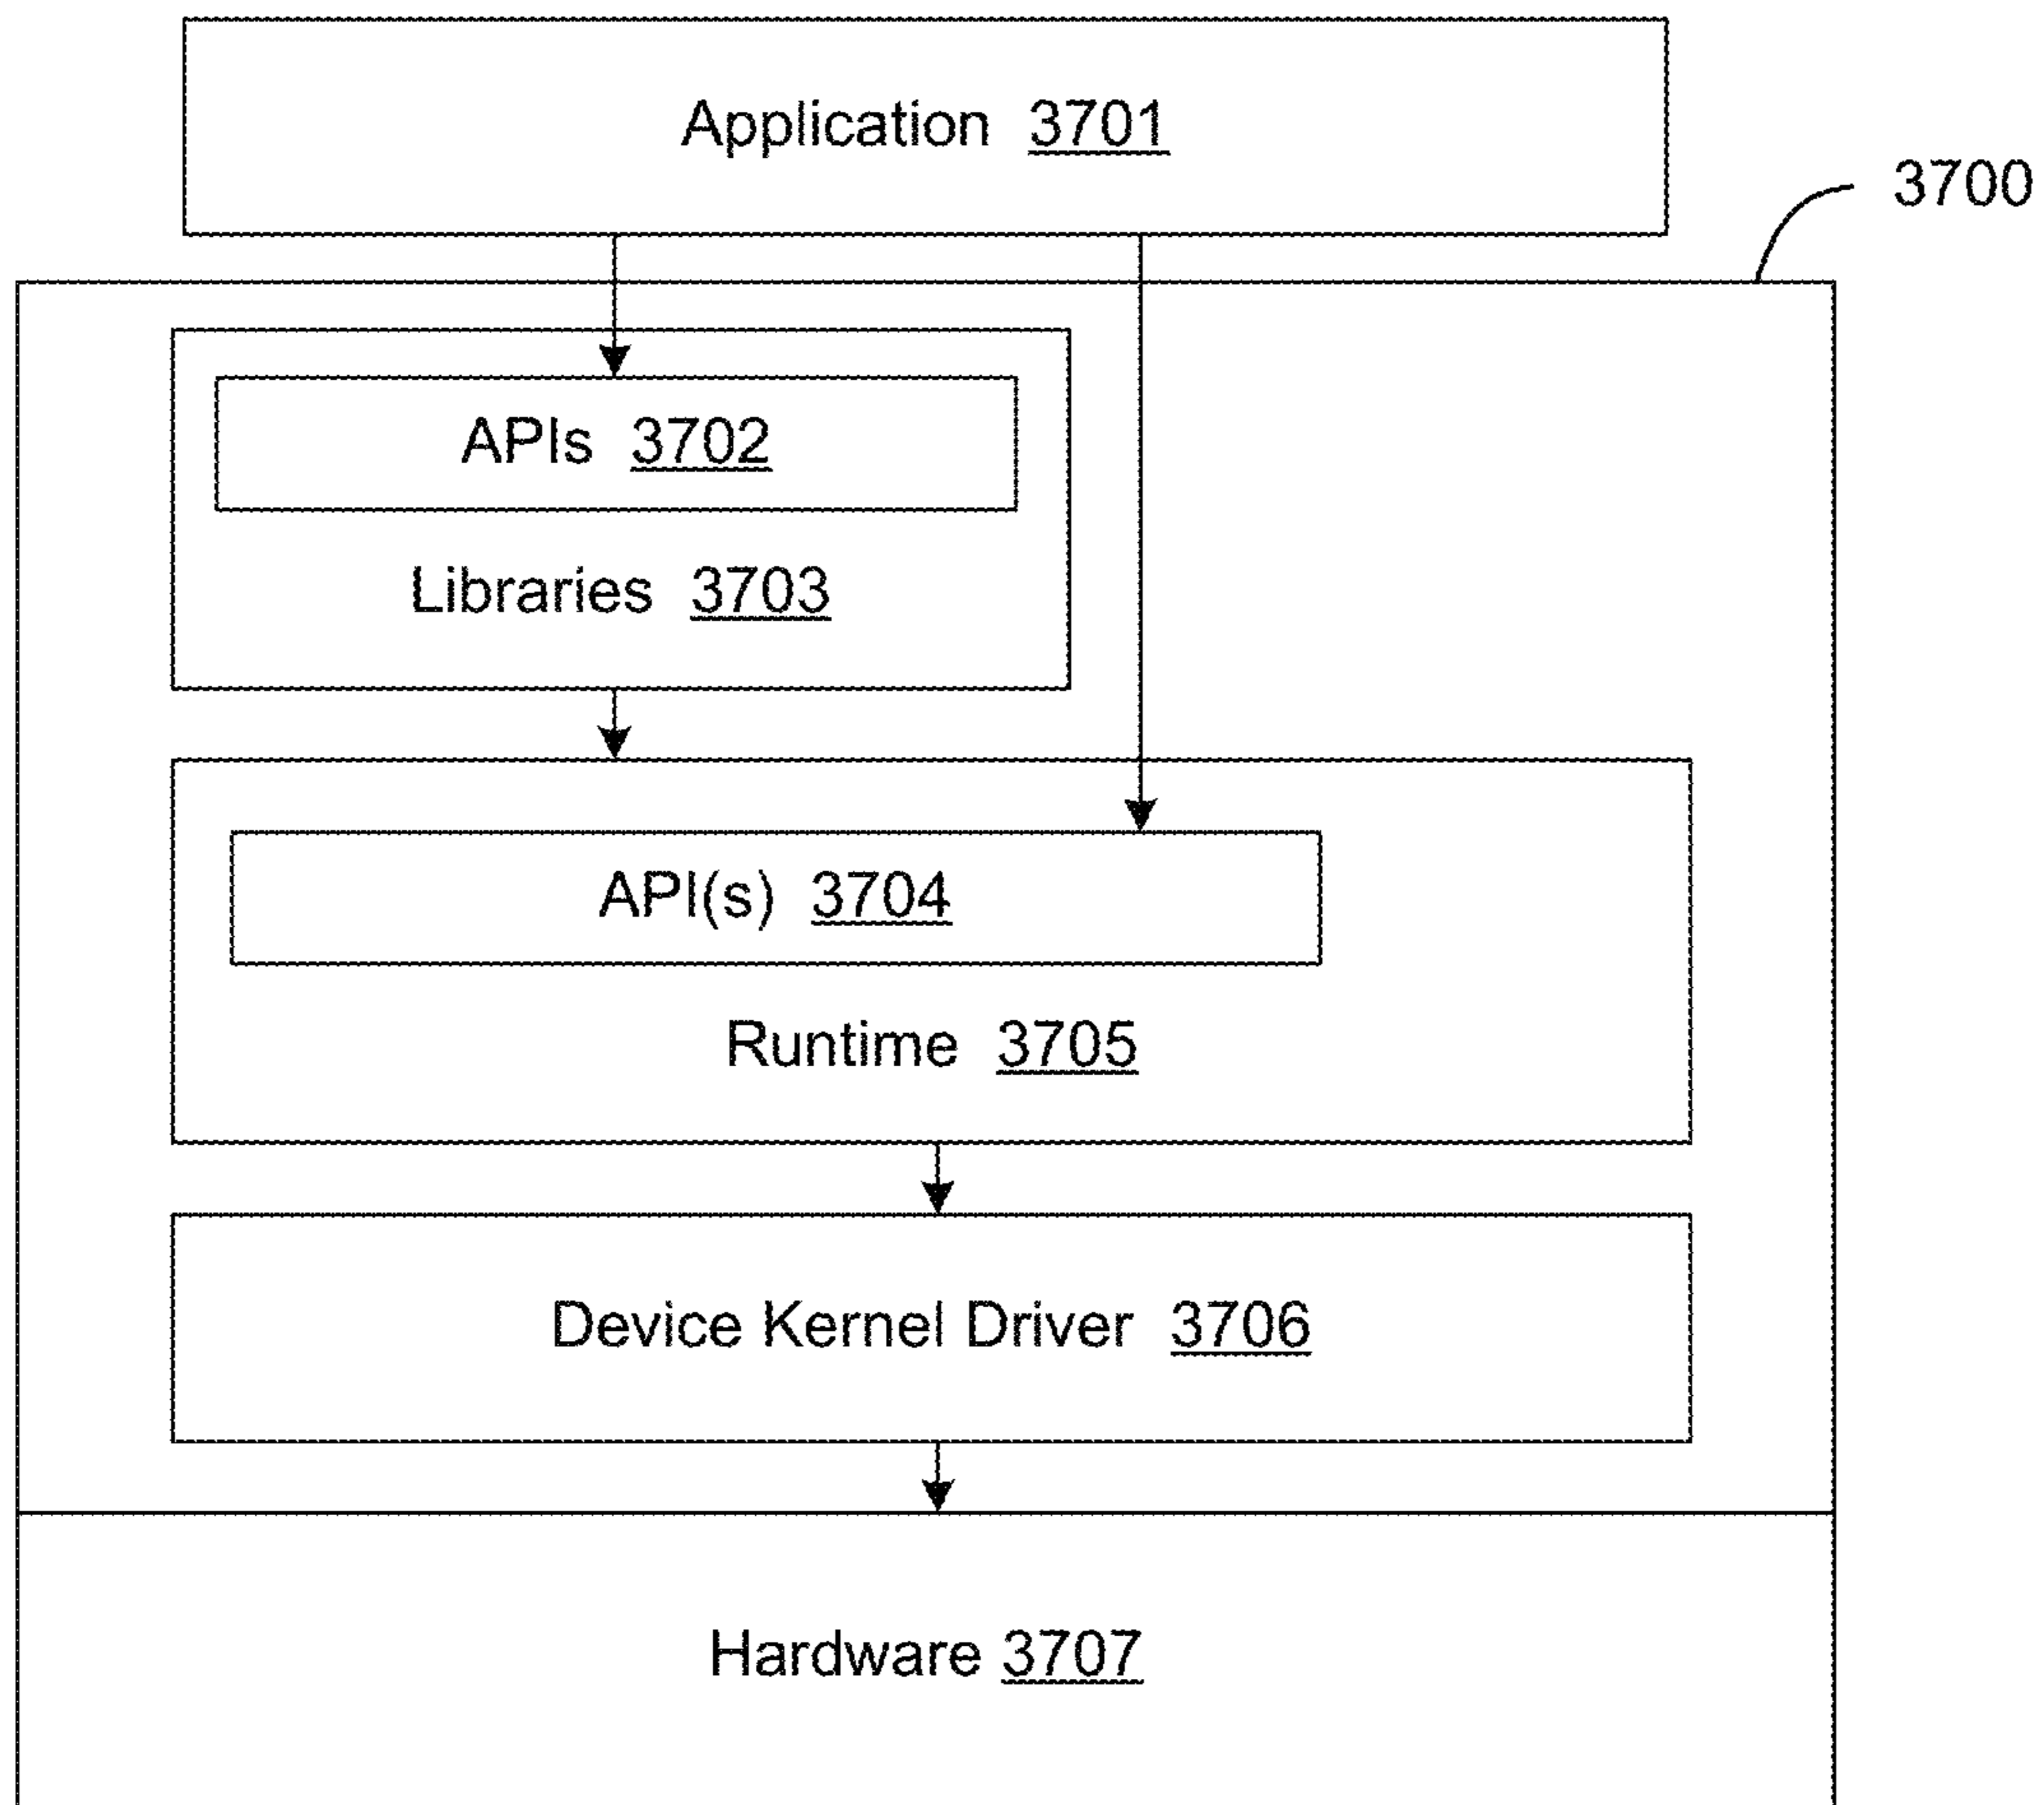 Application 3701
3700
APIs 3702
Libraries 3703
API(s) 3704
Runtime 3705
Device Kernel Driver 3706
Hardware 3707